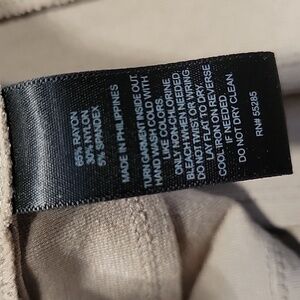 65% RAYON
30% NYLON
5% SPANDEX
MADE IN PHILIPPINES
TURN GARMENT INSIDE OUT.
HAND WASH COLD WITH
LIKE COLORS.
ONLY NON-CHLORINE
BLEACH WHEN NEEDED.
DO NOT TWIST OR WRING.
LAY FLAT TO DRY.
COOL IRON ON REVERSE
IF NEEDED.
DO NOT DRY CLEAN.
RN# 55285